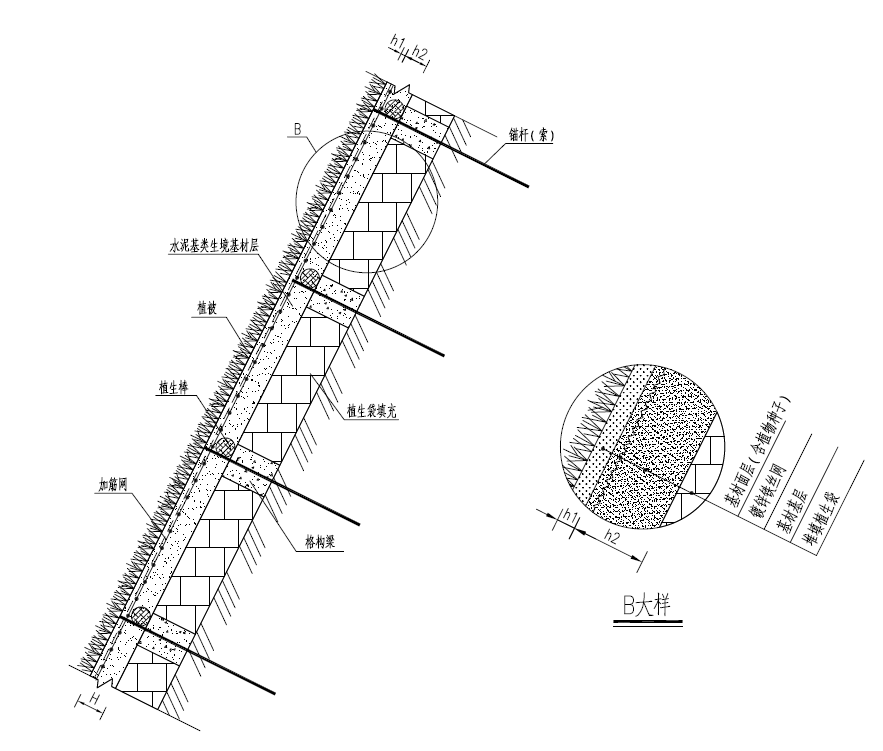 h1
h2
B
锚杆(索)
水泥基类生境基材层
植被
植生棒
植生袋填充
加筋网
格构梁
H
基材面层(含植物种子)
镀锌铁丝网
基材基层
堆填植生袋
h1
h2
B大样